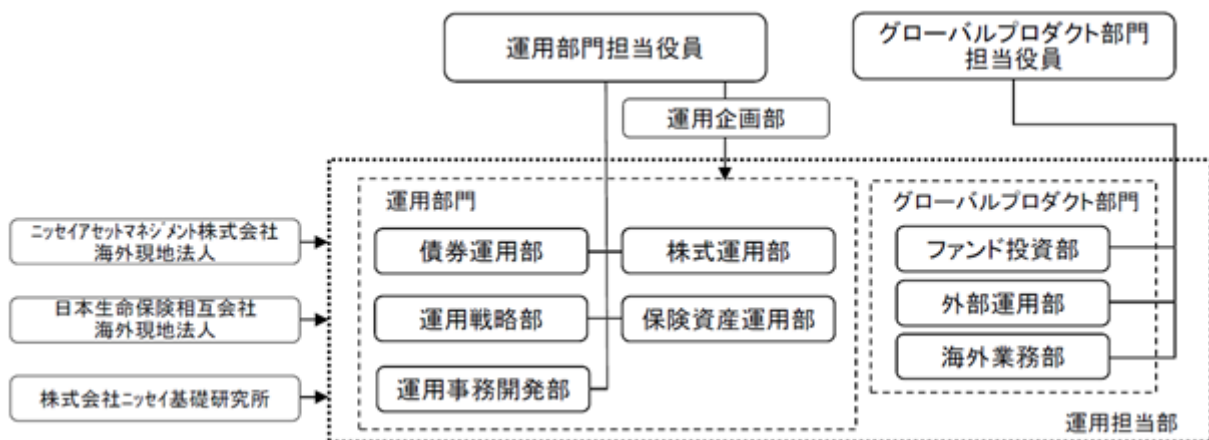 運用部門担当役員
グローバルプロダクト部門
担当役員
運用企画部
運用部門
グローバルプロダクト部門
ニッセイアセットマネジメント株式会社
海外現地法人
債券運用部
株式運用部
ファンド投資部
日本生命保険相互会社
海外現地法人
運用戦略部
保険資産運用部
外部運用部
海外業務部
株式会社ニッセイ基礎研究所
運用事務開発部
運用担当部